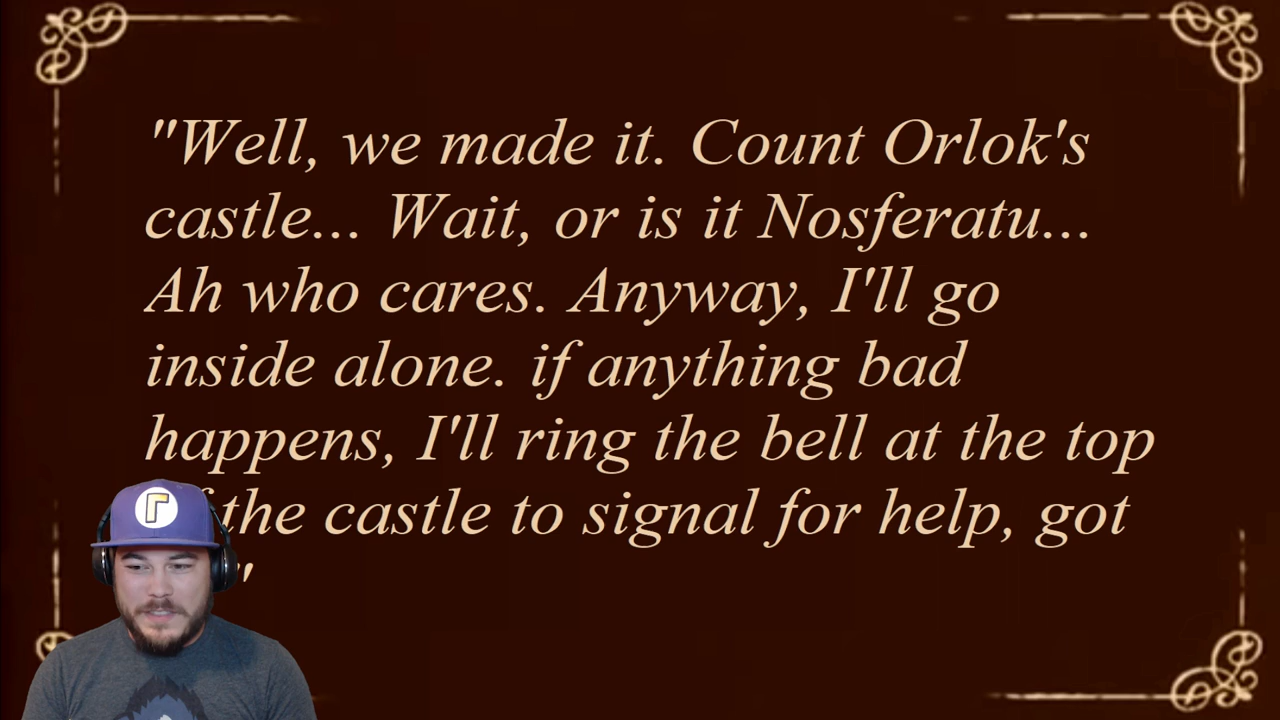 "Well, we made it. Count Orlok's
castle... Wait, or is it Nosferatu...
Ah who cares. Anyway, I'll go
inside alone. if anything bad
happens, I'll ring the bell at the top
the castle to signal for help, got
"